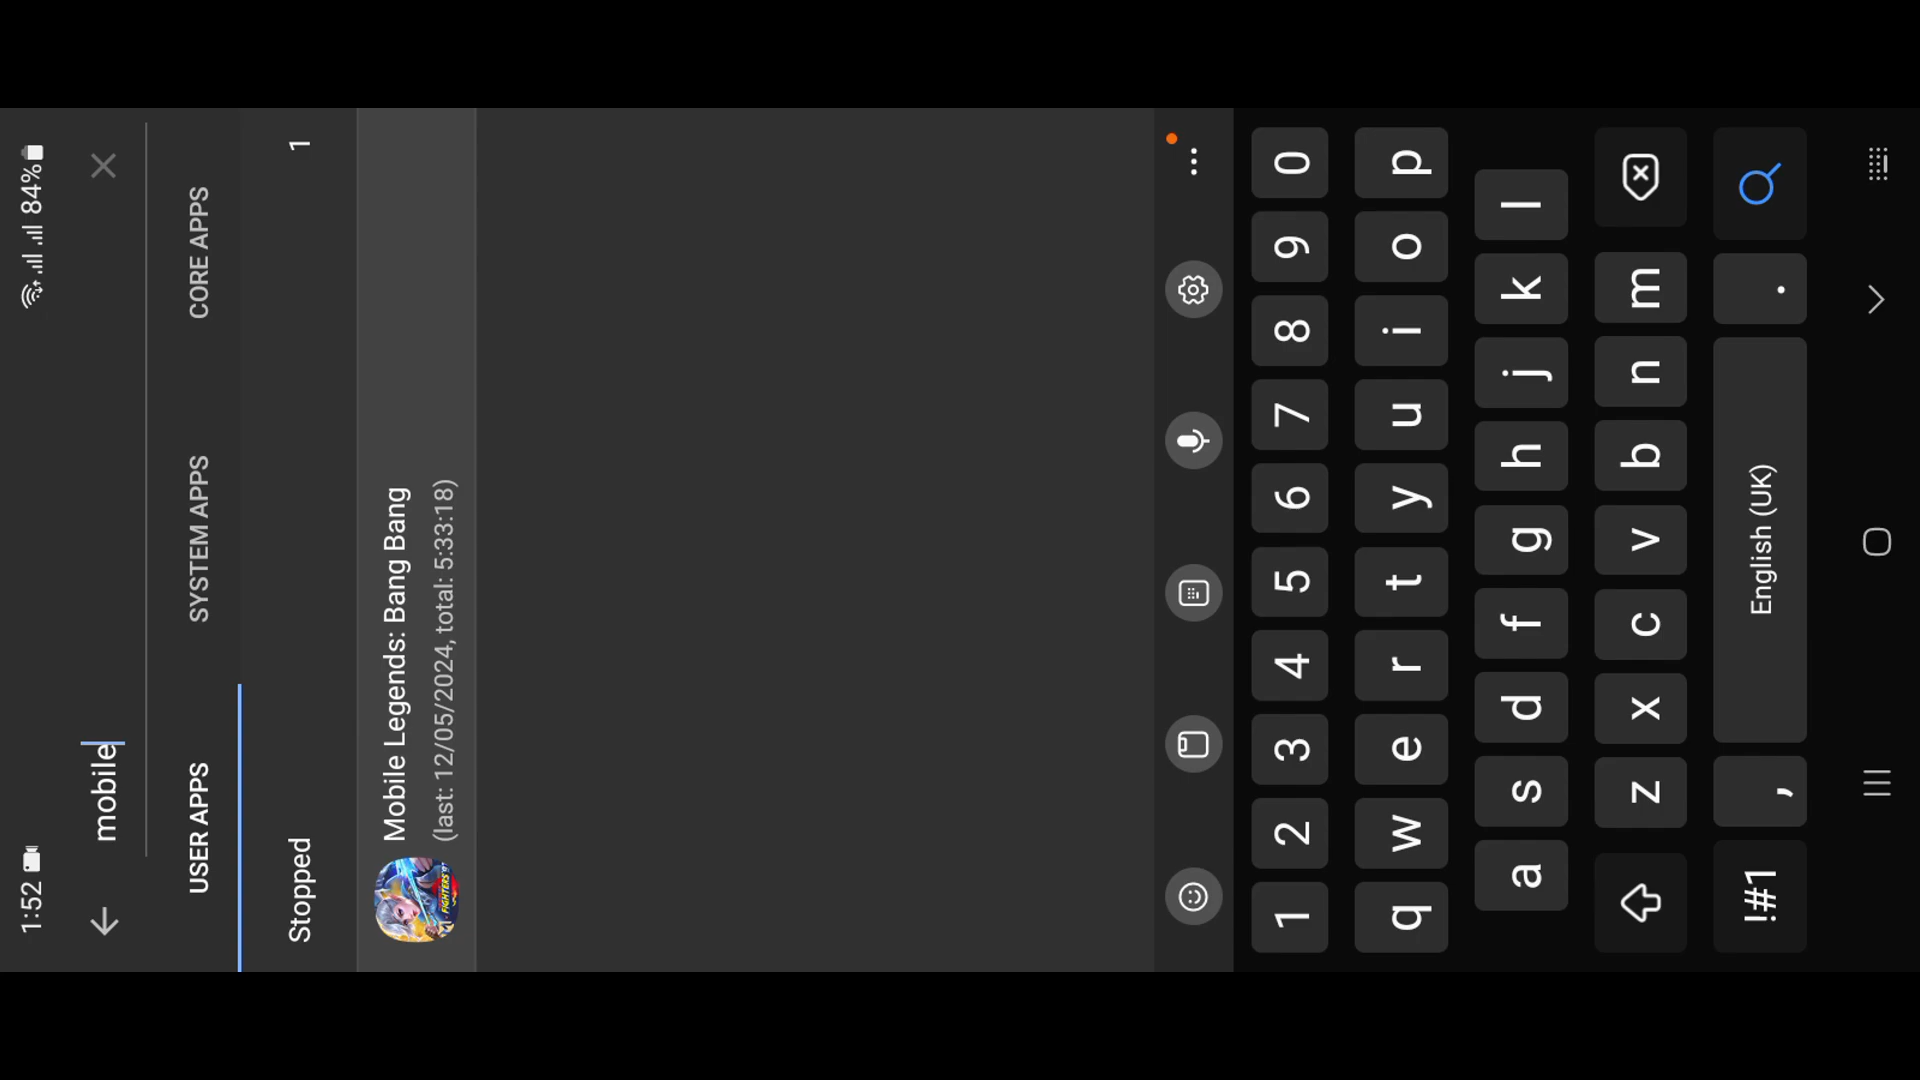 1:52 84%
mobile
USER APPS SYSTEM APPS CORE APPS
Stopped 1
Mobile Legends: Bang Bang
(last: 12/05/2024, total: 5:33:18)
FIGHTERS
1 2 3 4 5 6 7 8 9 0
q w e r t y u i o p
a s d f g h j k l
z x c v b n m
!#1 , English (UK) .